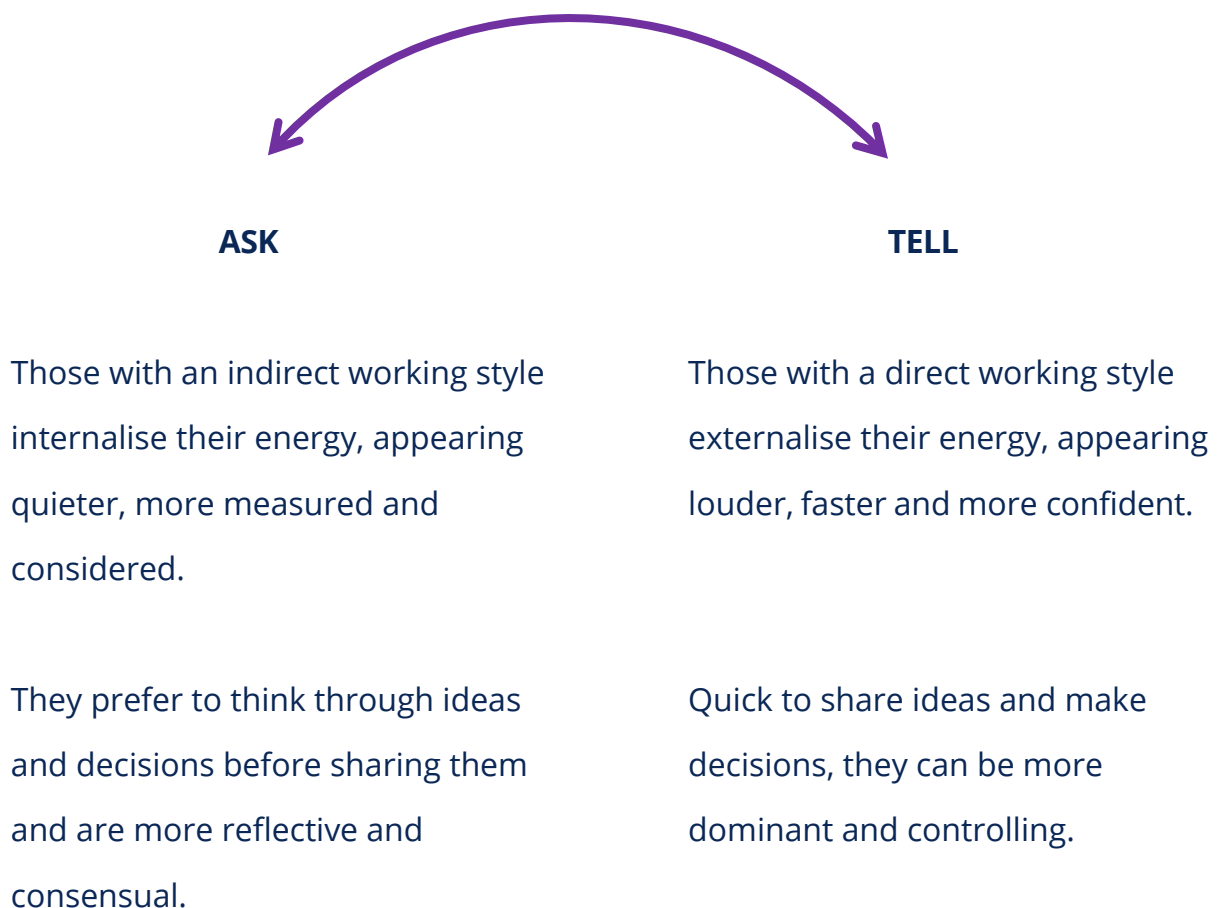 ASK
Those with an indirect working style
internalise their energy, appearing
quieter, more measured and
considered.
They prefer to think through ideas
and decisions before sharing them
and are more reflective and
consensual.
TELL
Those with a direct working style
externalise their energy, appearing
louder, faster and more confident.
Quick to share ideas and make
decisions, they can be more
dominant and controlling.